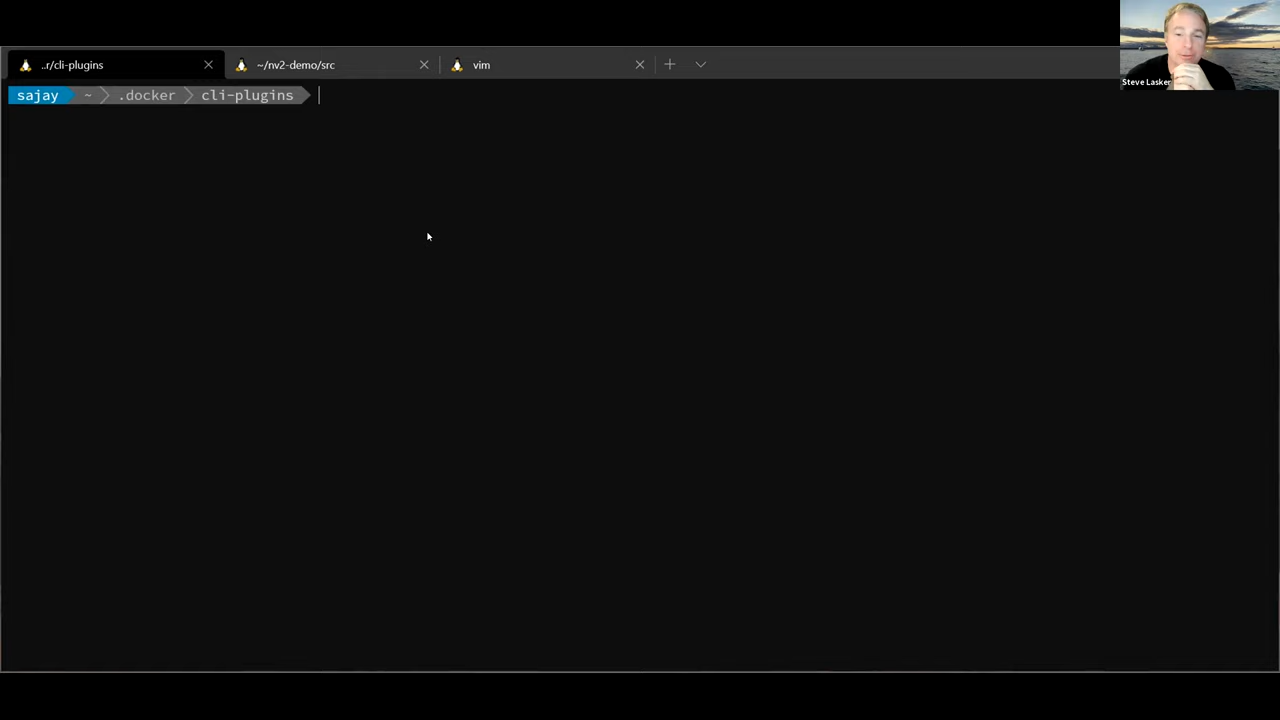 ..r/cli-plugins
~/nv2-demo/src
vim
Steve Lasker
sajay ~ .docker cli-plugins